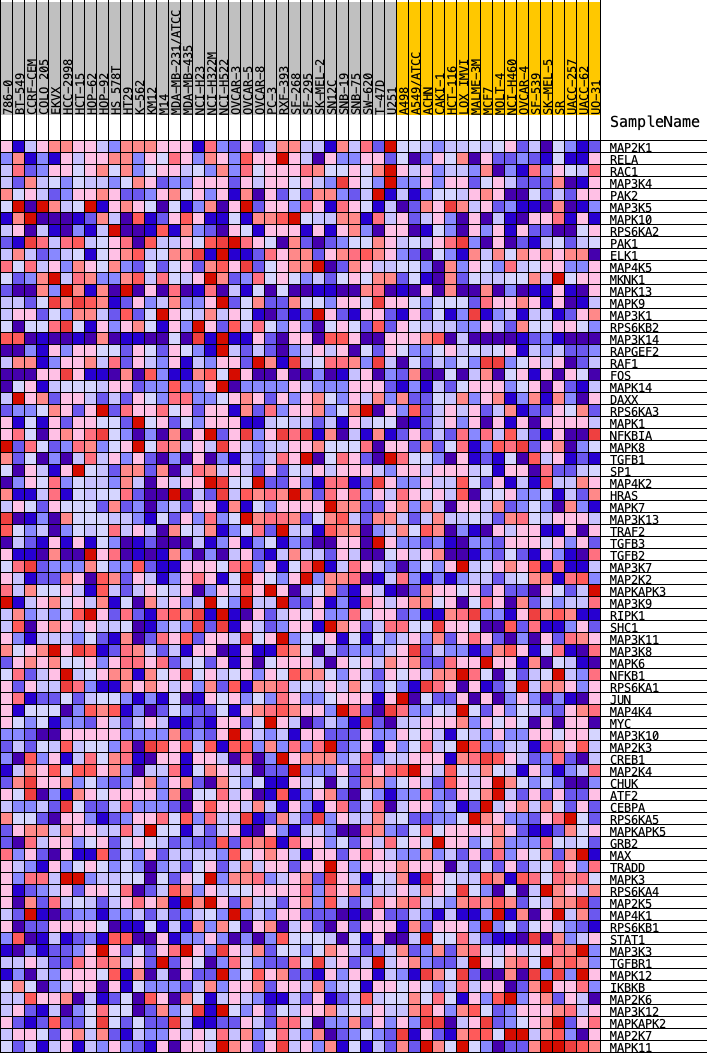 786-0
BT-549
CCRF-CEM
COLO 205
EKVX
HCC-2998
HCT-15
HOP-62
HOP-92
HS 578T
HT29
K-562
KM12
M14
MDA-MB-231/ATCC
MDA-MB-435
NCI-H23
NCI-H322M
NCI-H522
OVCAR-3
OVCAR-5
OVCAR-8
PC-3
RXF-393
SF-268
SF-295
SK-MEL-2
SN12C
SNB-19
SNB-75
SW-620
T-47D
U251
A498
A549/ATCC
ACHN
CAKI-1
HCT-116
LOX IMVI
MALME-3M
MCF7
MOLT-4
NCI-H460
OVCAR-4
SF-539
SK-MEL-5
SR
UACC-257
UACC-62
UO-31
SampleName
MAP2K1
RELA
RAC1
MAP3K4
PAK2
MAP3K5
MAPK10
RPS6KA2
PAK1
ELK1
MAP4K5
MKNK1
MAPK13
MAPK9
MAP3K1
RPS6KB2
MAP3K14
RAPGEF2
RAF1
FOS
MAPK14
DAXX
RPS6KA3
MAPK1
NFKBIA
MAPK8
TGFB1
SP1
MAP4K2
HRAS
MAPK7
MAP3K13
TRAF2
TGFB3
TGFB2
MAP3K7
MAP2K2
MAPKAPK3
MAP3K9
RIPK1
SHC1
MAP3K11
MAP3K8
MAPK6
NFKB1
RPS6KA1
JUN
MAP4K4
MYC
MAP3K10
MAP2K3
CREB1
MAP2K4
CHUK
ATF2
CEBPA
RPS6KA5
MAPKAPK5
GRB2
MAX
TRADD
MAPK3
RPS6KA4
MAP2K5
MAP4K1
RPS6KB1
STAT1
MAP3K3
TGFBR1
MAPK12
IKBKB
MAP2K6
MAP3K12
MAPKAPK2
MAP2K7
MAPK11